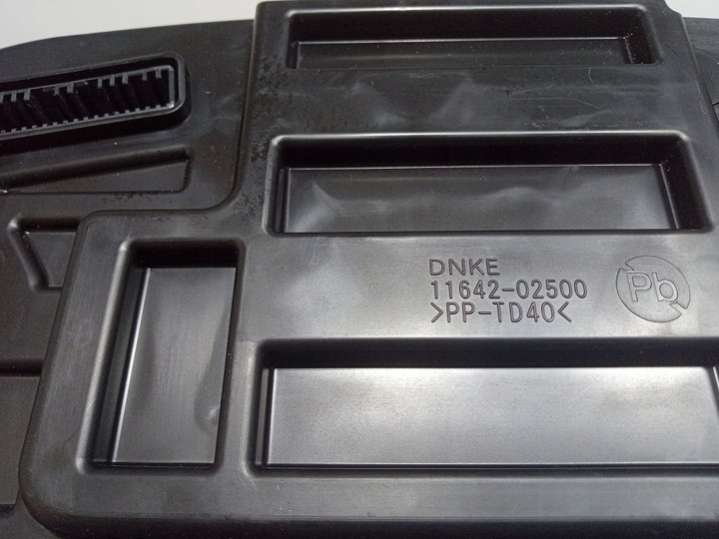 DNKE
11642-02500
>PP-TD40<
Pb